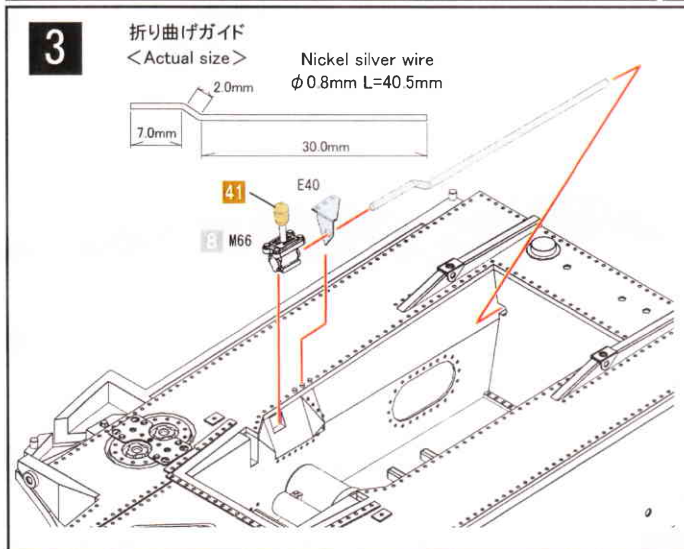 3
折り曲げガイド
＜Actual size＞
Nickel silver wire
φ0.8mm L=40.5mm
2.0mm
7.0mm
30.0mm
41
E40
8 M66